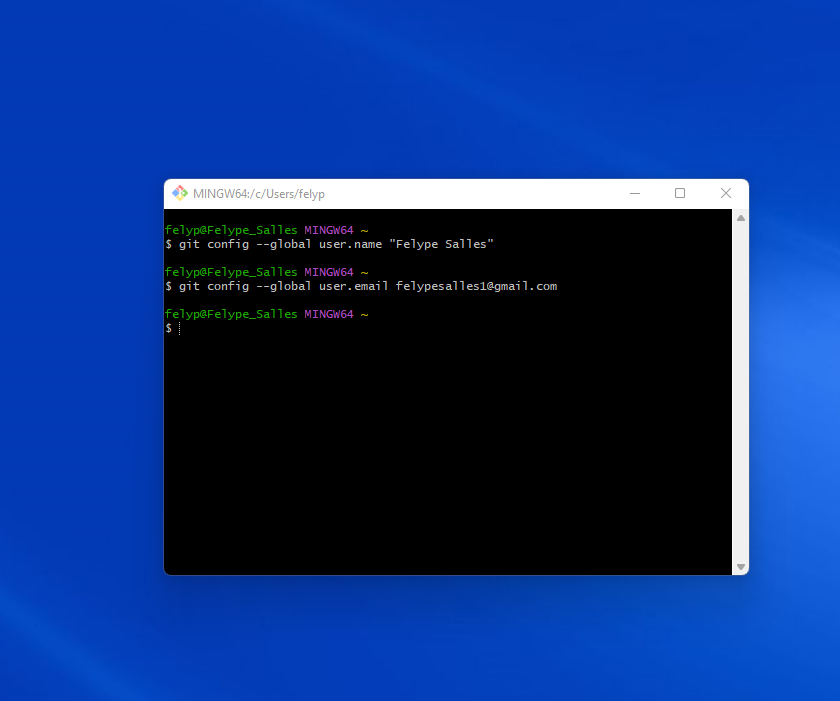 MINGW64:/c/Users/felyp
felyp@Felype_Salles MINGW64 ~
$ git config --global user.name "Felype Salles"
felyp@Felype_Salles MINGW64 ~
$ git config --global user.email felypesalles1@gmail.com
felyp@Felype_Salles MINGW64 ~
$